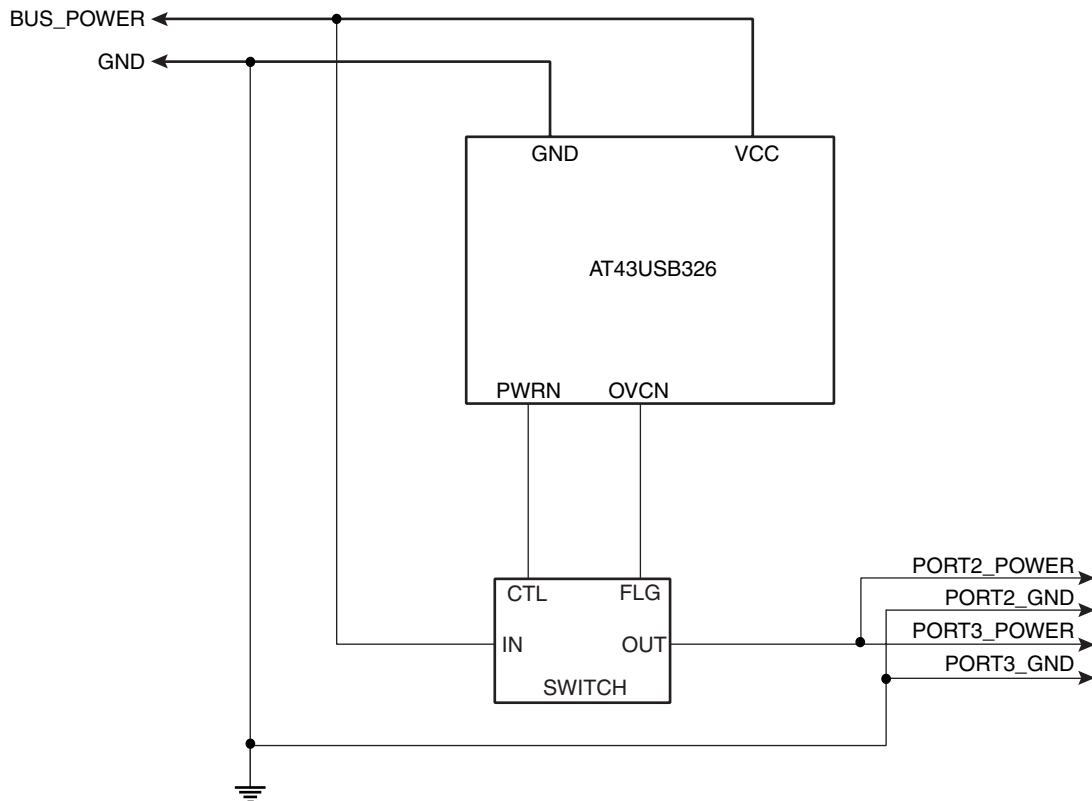 BUS_POWER
GND
GND
VCC
AT43USB326
PWRN
OVCN
CTL
FLG
IN
OUT
SWITCH
PORT2_POWER
PORT2_GND
PORT3_POWER
PORT3_GND